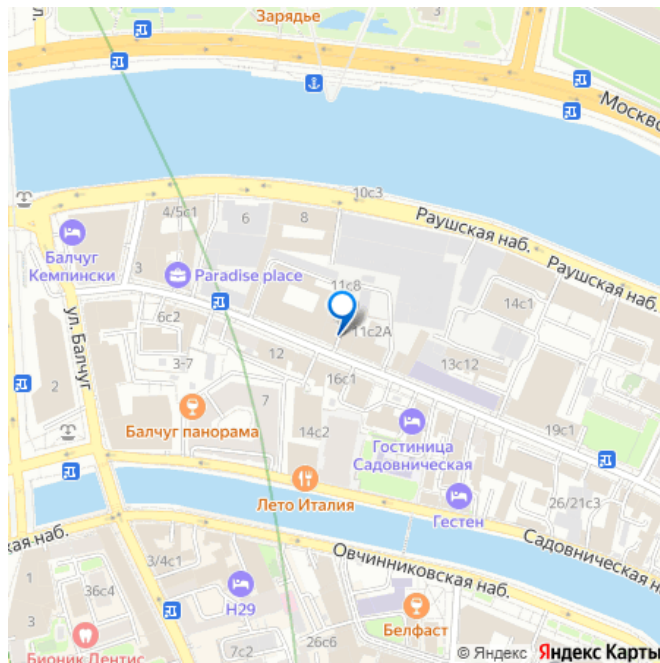 Зарядье
Москво
10с3
4/5с1
6
8
Раушская наб.
Балчуг
Кемпински
3
Paradise place
Раушская наб.
11с8
14с1
ул. Балчуг
6с2
11с2А
12
3-7
13с12
2
16с1
7
Балчуг панорама
14с2
19с1
Гостиница
Садовническая
Лето Италия
Гестен
26/21с3
Садовническая н
ская наб.
Овчинниковская наб.
3/4с1
1
36с4
Н29
Белфаст
7с2
26с6
Бионик Дентис
© Яндекс Яндекс Карты